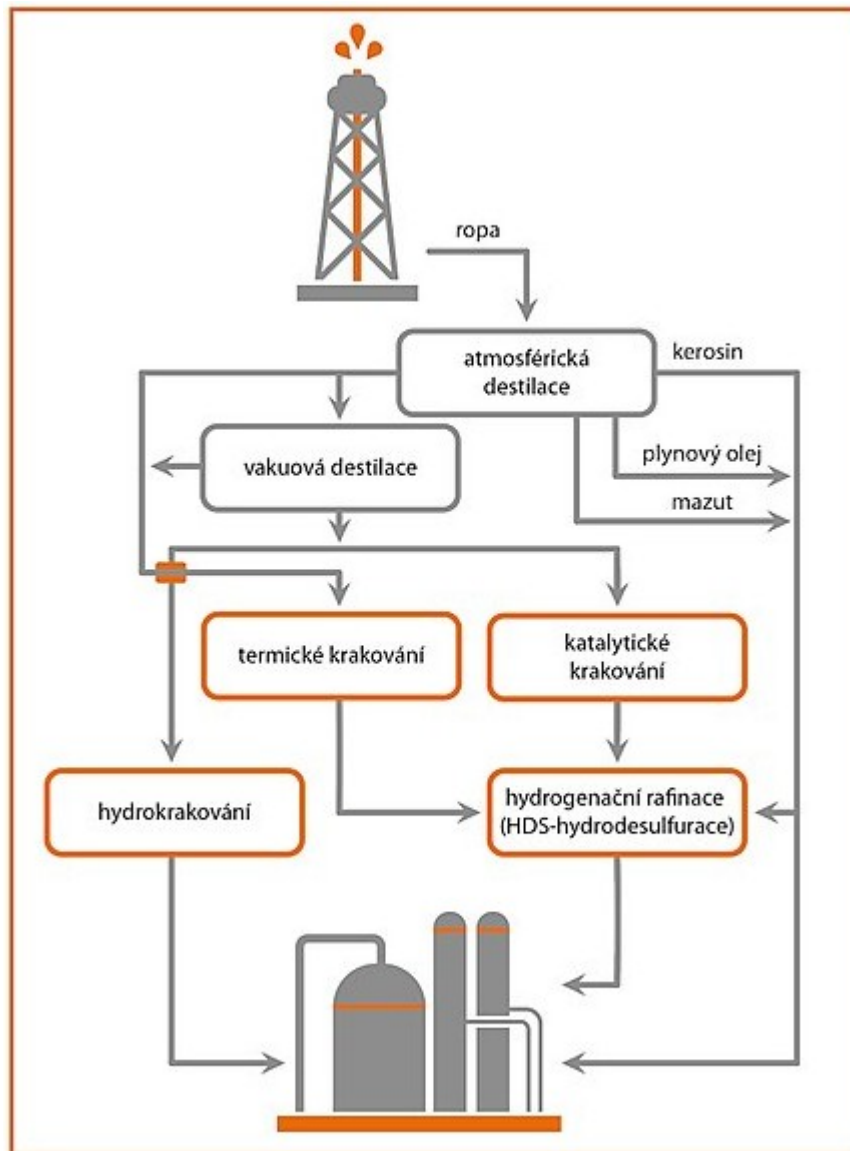 ropa
atmosférická
destilace
kerosin
vakuová destilace
plynový olej
mazut
termické krakování
katalytické
krakování
hydrokrakování
hydrogenační rafinace
(HDS-hydrodesulfurace)